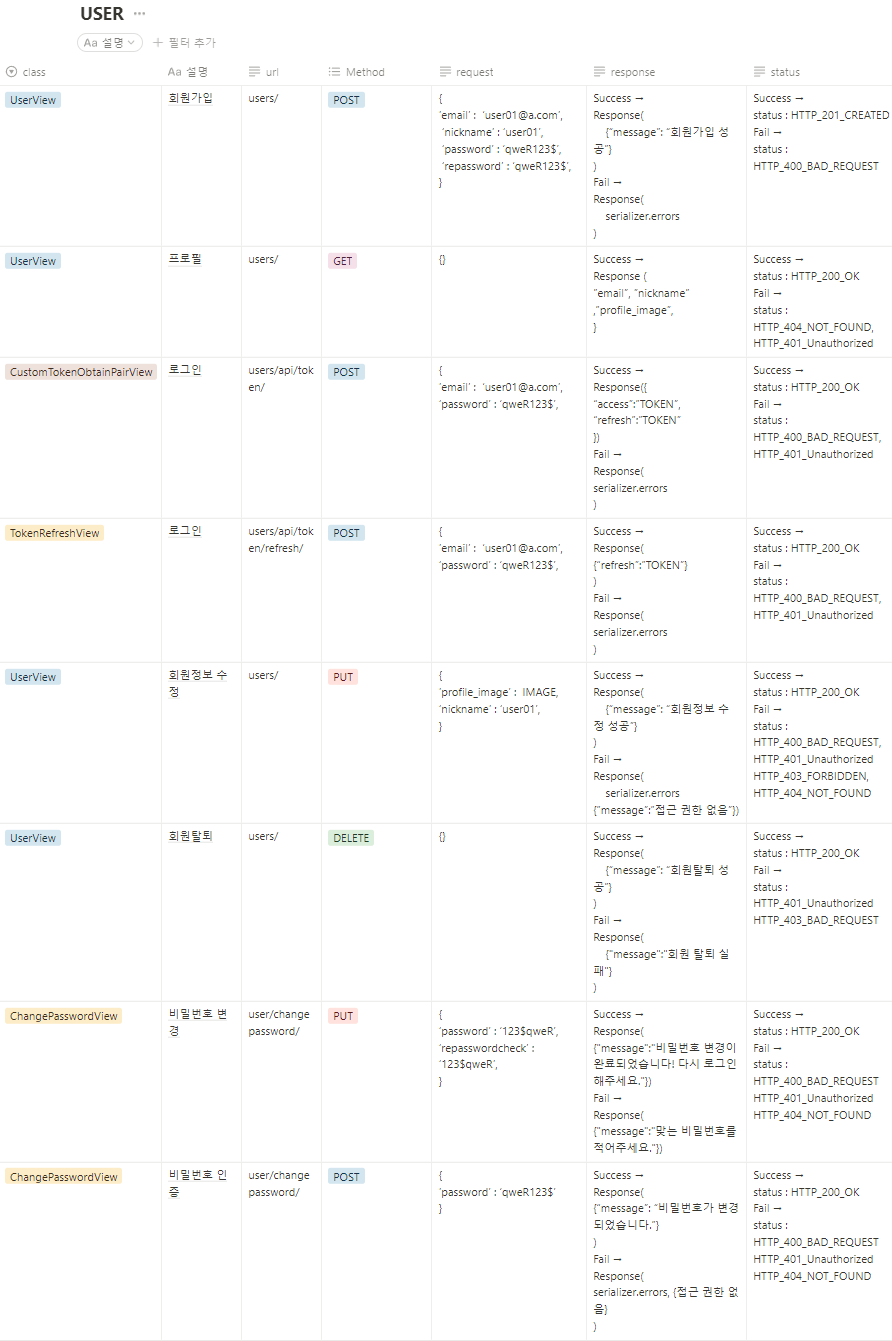 USER ···
Aa 설명
+ 필터 추가
class
Aa 설명
url
Method
request
response
status
UserView
회원가입
users/
POST
{
‘email’ : ‘user01@a.com’,
‘nickname’ : ‘user01’,
‘password’ : ‘qweR123$’,
‘repassword’ : ‘qweR123$’,
}
Success →
Response(
{“message”: “회원가입 성
공”}
)
Fail →
Response(
serializer.errors
)
Success →
status : HTTP_201_CREATED
Fail →
status :
HTTP_400_BAD_REQUEST
UserView
프로필
users/
GET
{}
Success →
Response (
“email”, “nickname”
,”profile_image”,
}
Success →
status : HTTP_200_OK
Fail →
status :
HTTP_404_NOT_FOUND,
HTTP_401_Unauthorized
CustomTokenObtainPairView
로그인
users/api/tok
en/
POST
{
‘email’ : ‘user01@a.com’,
‘password’ : ‘qweR123$’,
Success →
Response({
“access”:”TOKEN”,
“refresh”:”TOKEN”
})
Fail →
Response(
serializer.errors
)
Success →
status : HTTP_200_OK
Fail →
status :
HTTP_400_BAD_REQUEST,
HTTP_401_Unauthorized
TokenRefreshView
로그인
users/api/tok
en/refresh/
POST
{
‘email’ : ‘user01@a.com’,
‘password’ : ‘qweR123$’,
Success →
Response(
{“refresh”:”TOKEN”}
)
Fail →
Response(
serializer.errors
)
Success →
status : HTTP_200_OK
Fail →
status :
HTTP_400_BAD_REQUEST,
HTTP_401_Unauthorized
UserView
회원정보 수
정
users/
PUT
{
‘profile_image’ : IMAGE,
‘nickname’ : ‘user01’,
}
Success →
Response(
{“message”: “회원정보 수
정 성공”}
)
Fail →
Response(
serializer.errors
{“message”:”접근 권한 없음”})
Success →
status : HTTP_200_OK
Fail →
status :
HTTP_400_BAD_REQUEST,
HTTP_401_Unauthorized
HTTP_403_FORBIDDEN,
HTTP_404_NOT_FOUND
UserView
회원탈퇴
users/
DELETE
{}
Success →
Response(
{“message”: “회원탈퇴 성
공”}
)
Fail →
Response(
{"message":"회원 탈퇴 실
패"}
)
Success →
status : HTTP_200_OK
Fail →
status :
HTTP_401_Unauthorized
HTTP_403_BAD_REQUEST
ChangePasswordView
비밀번호 변
경
user/change
password/
PUT
{
‘password’ : ‘123$qweR’,
‘repasswordcheck’ :
‘123$qweR’,
}
Success →
Response(
{"message":"비밀번호 변경이
완료되었습니다! 다시 로그인
해주세요."})
Fail →
Response(
{"message":"맞는 비밀번호를
적어주세요."})
Success →
status : HTTP_200_OK
Fail →
status :
HTTP_400_BAD_REQUEST
HTTP_401_Unauthorized
HTTP_404_NOT_FOUND
ChangePasswordView
비밀번호 인
증
user/change
password/
POST
{
‘password’ : ‘qweR123$’
}
Success →
Response(
{“message”: “비밀번호가 변경
되었습니다.”}
)
Fail →
Response(
serializer.errors, {접근 권한 없
음}
)
Success →
status : HTTP_200_OK
Fail →
status :
HTTP_400_BAD_REQUEST
HTTP_401_Unauthorized
HTTP_404_NOT_FOUND